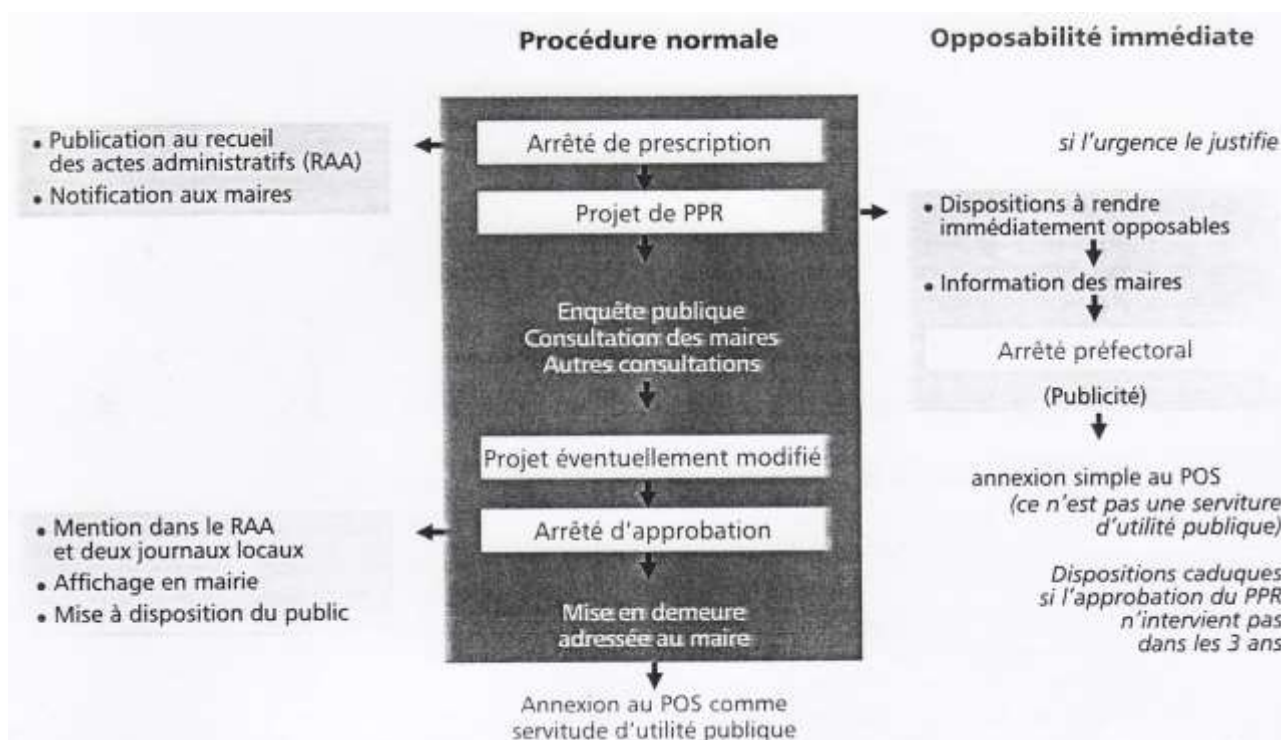 Procédure normale
Opposabilité immédiate
• Publication au recueil
des actes administratifs (RAA)
• Notification aux maires
Arrêté de prescription
Projet de PPR
Enquête publique
Consultation des maires
Autres consultations
Projet éventuellement modifié
Arrêté d'approbation
Mise en demeure
adressée au maire
Annexion au POS comme
servitude d'utilité publique
• Mention dans le RAA
et deux journaux locaux
• Affichage en mairie
• Mise à disposition du public
si l'urgence le justifie
• Dispositions à rendre
immédiatement opposables
• Information des maires
Arrêté préfectoral
(Publicité)
annexion simple au POS
(ce n'est pas une serviture
d'utilité publique)
Dispositions caduques
si l'approbation du PPR
n'intervient pas
dans les 3 ans